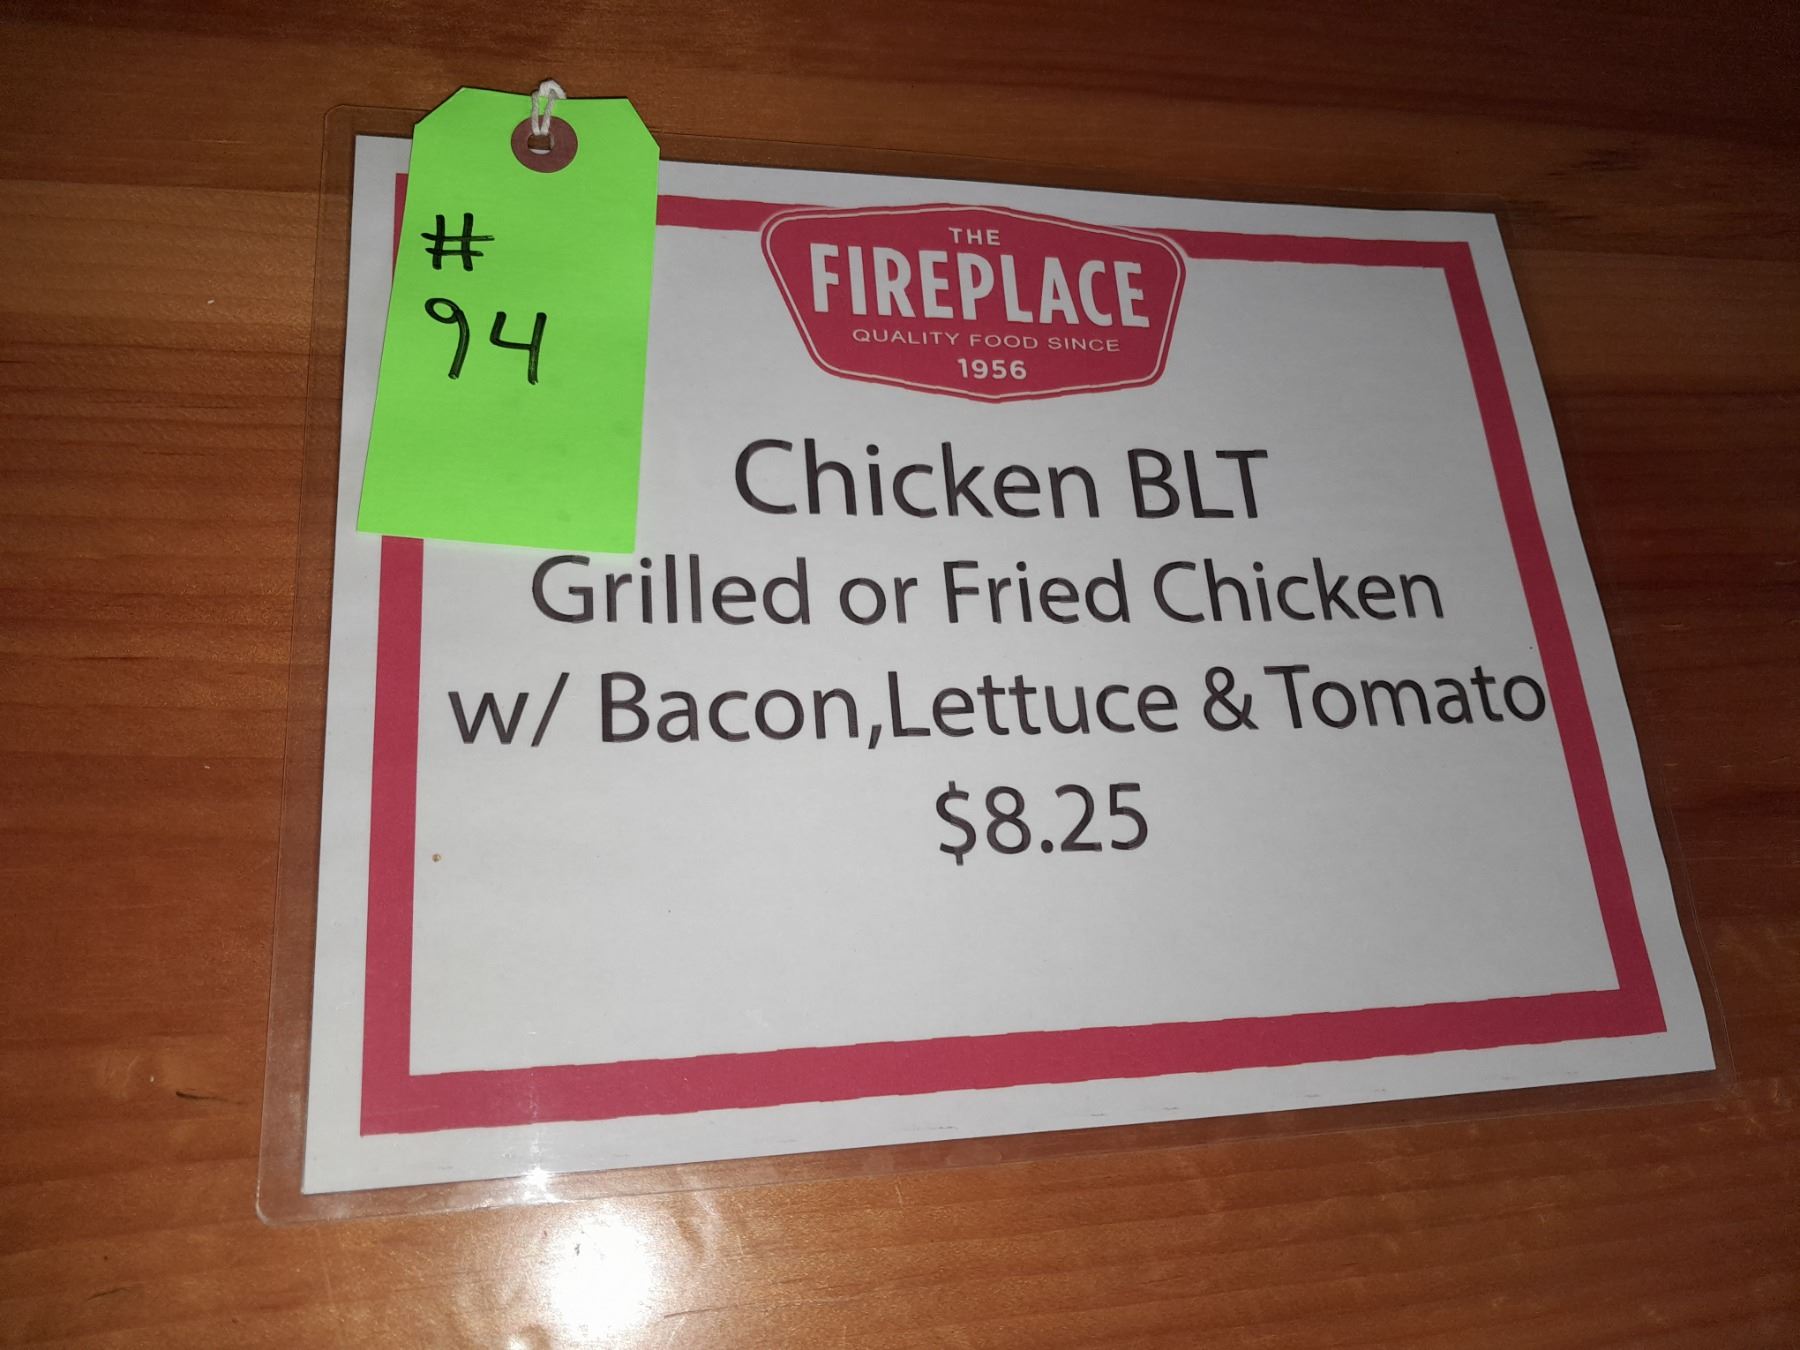 #
94
THE
FIREPLACE
QUALITY FOOD SINCE
1956
Chicken BLT
Grilled or Fried Chicken
w/ Bacon,Lettuce & Tomato
$8.25